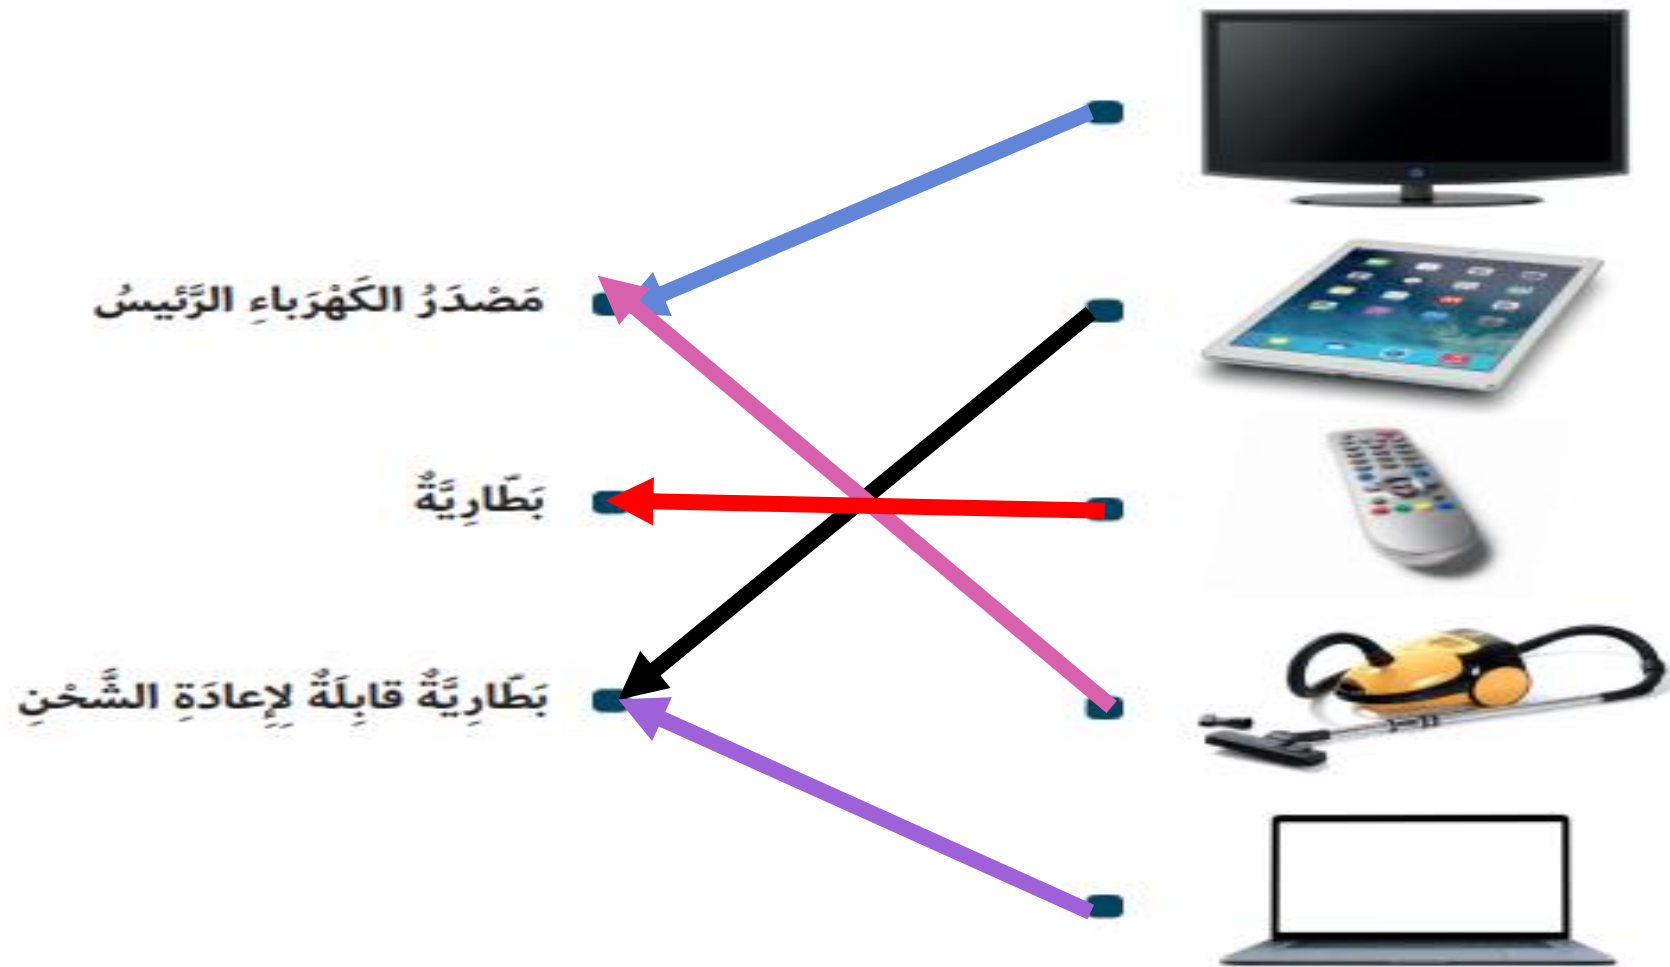 مَصْدَرُ الكَهْرَباءِ الرَّئيسُ
بَطّارِيَّةٌ
بَطّارِيَّةٌ قابِلَةٌ لِإِعادَةِ الشَّحْنِ